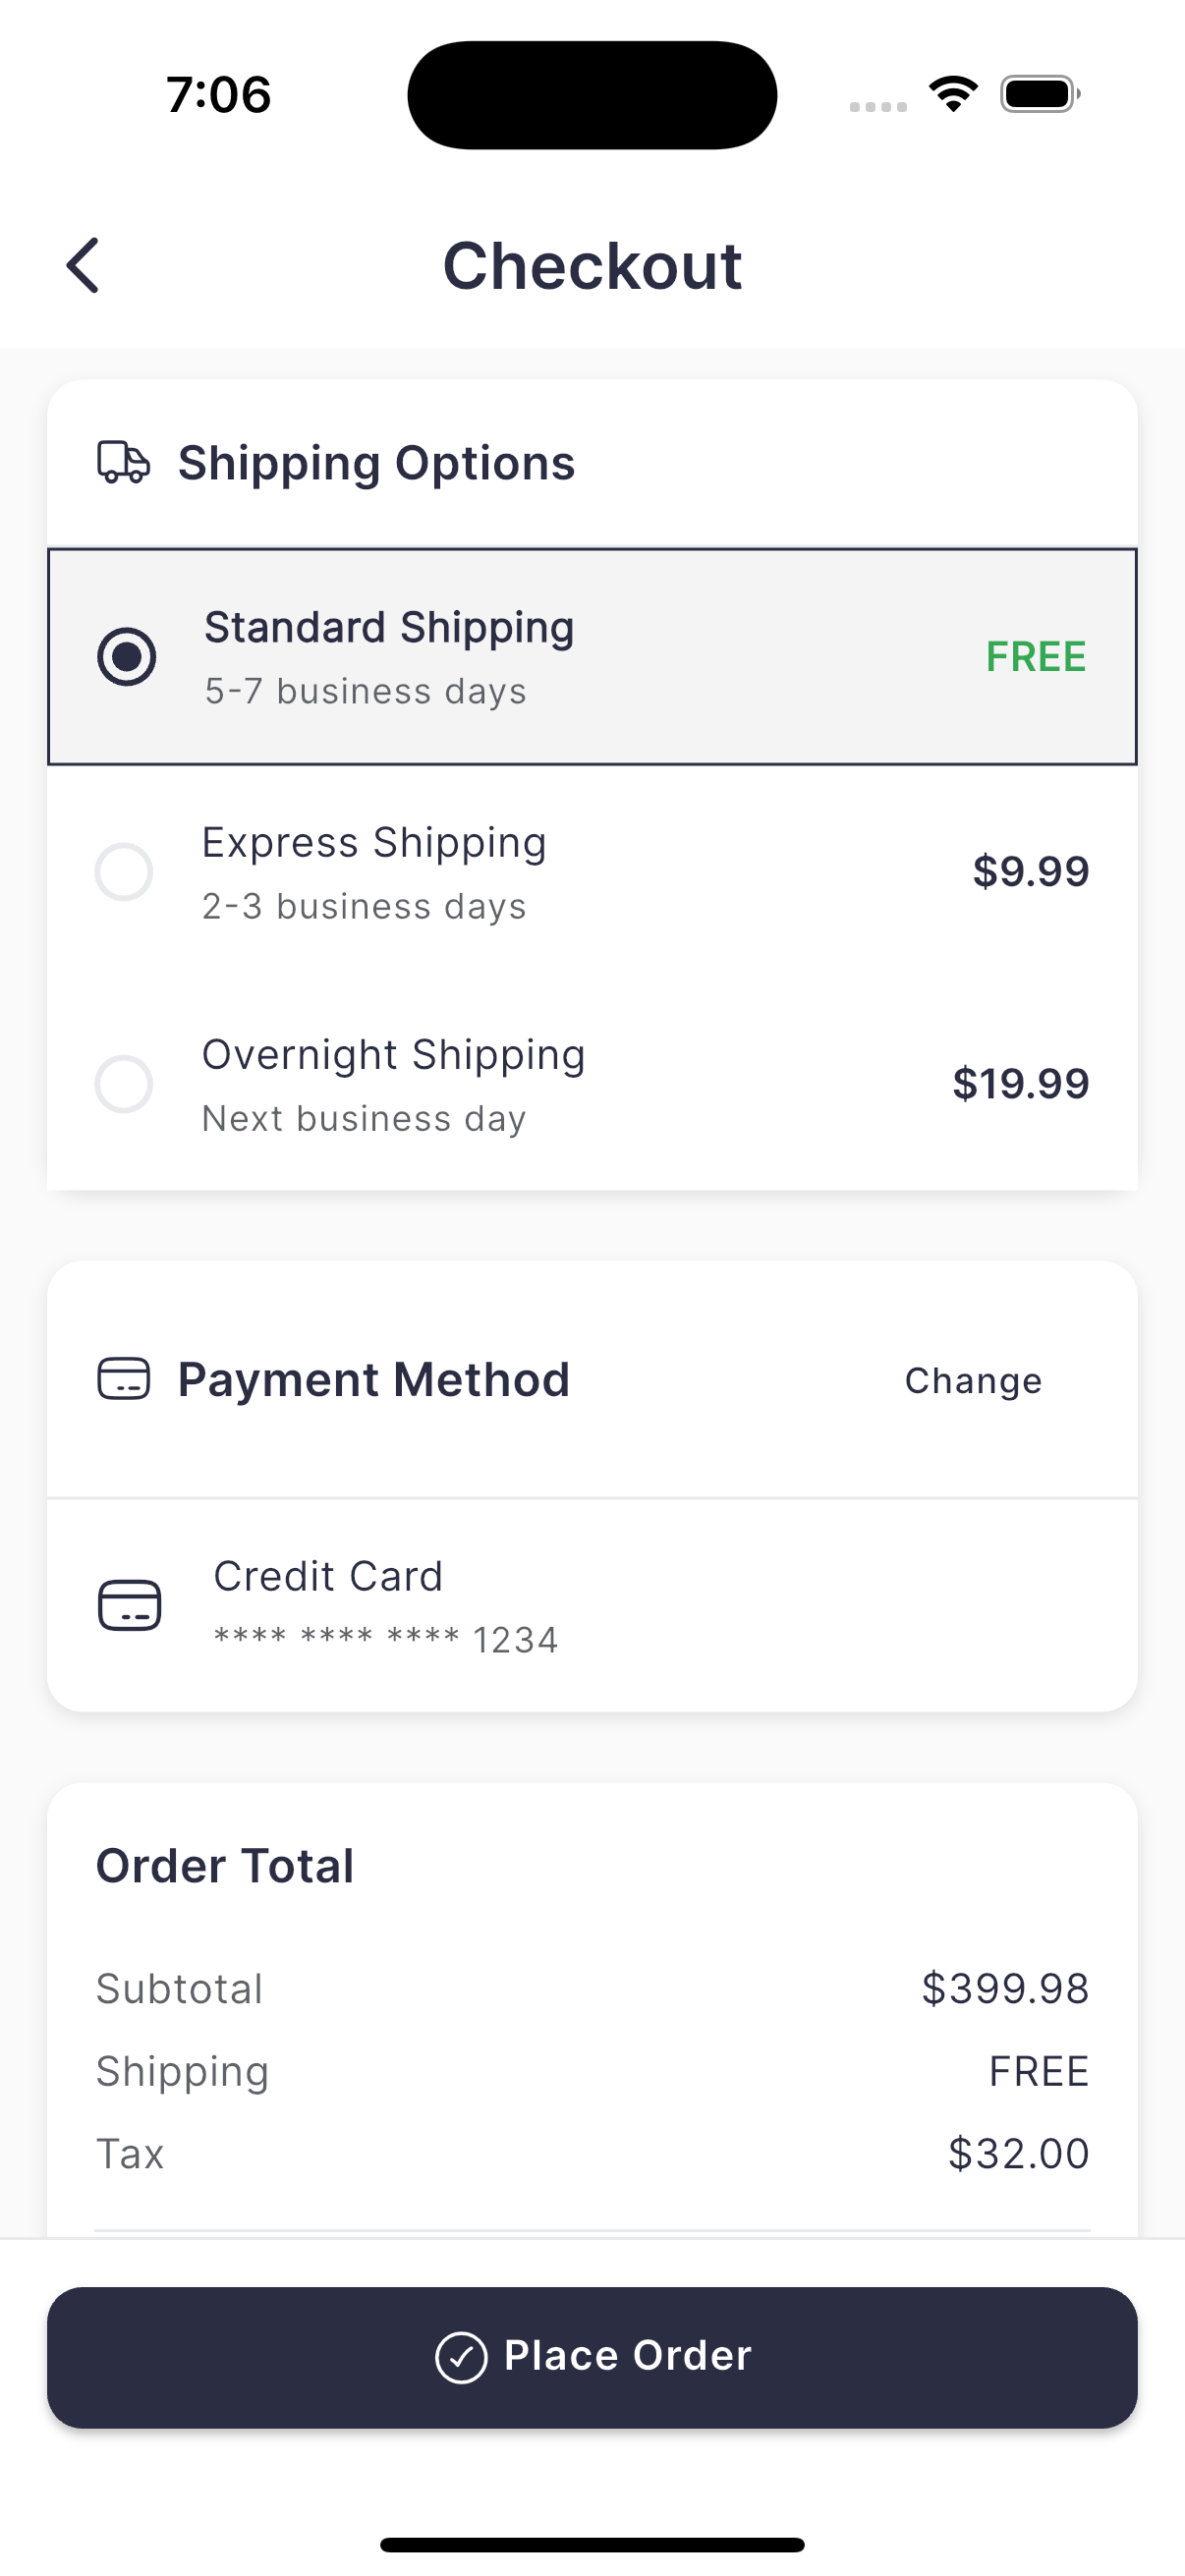 7:06
Checkout
Shipping Options
Standard Shipping
5-7 business days
FREE
Express Shipping
2-3 business days
$9.99
Overnight Shipping
Next business day
$19.99
Payment Method
Change
Credit Card
**** **** **** 1234
Order Total
Subtotal
$399.98
Shipping
FREE
Tax
$32.00
Place Order